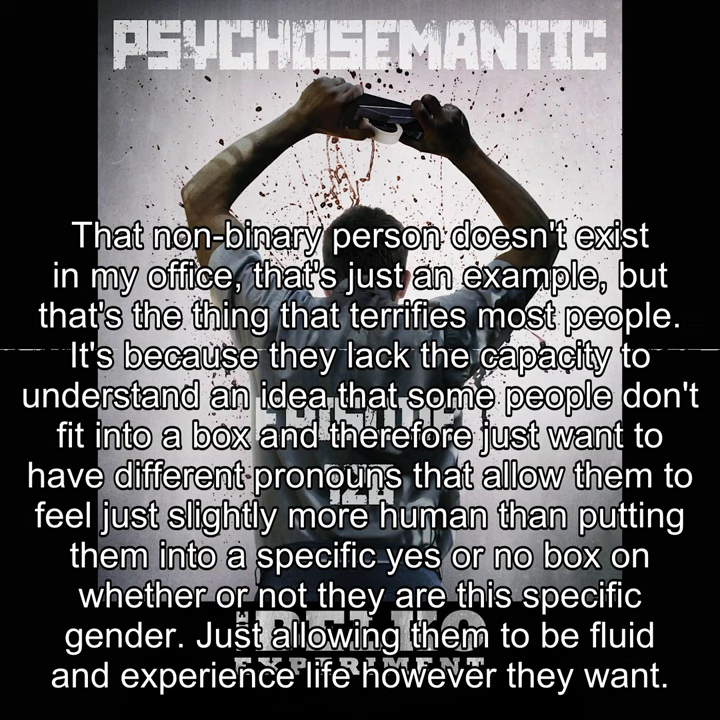 PSYCHOSEMANTIC
That non-binary person doesn't exist
in my office, that's just an example, but
that's the thing that terrifies most people.
It's because they lack the capacity to
understand an idea that some people don't
EPISODE
fit into a box and therefore just want to
have different pronouns that allow them to
feel just slightly more human than putting
them into a specific yes or no box on
whether or not they are this specific
THE BELKO
gender. Just allowing them to be fluid
EXPERIMENT
and experience life however they want.